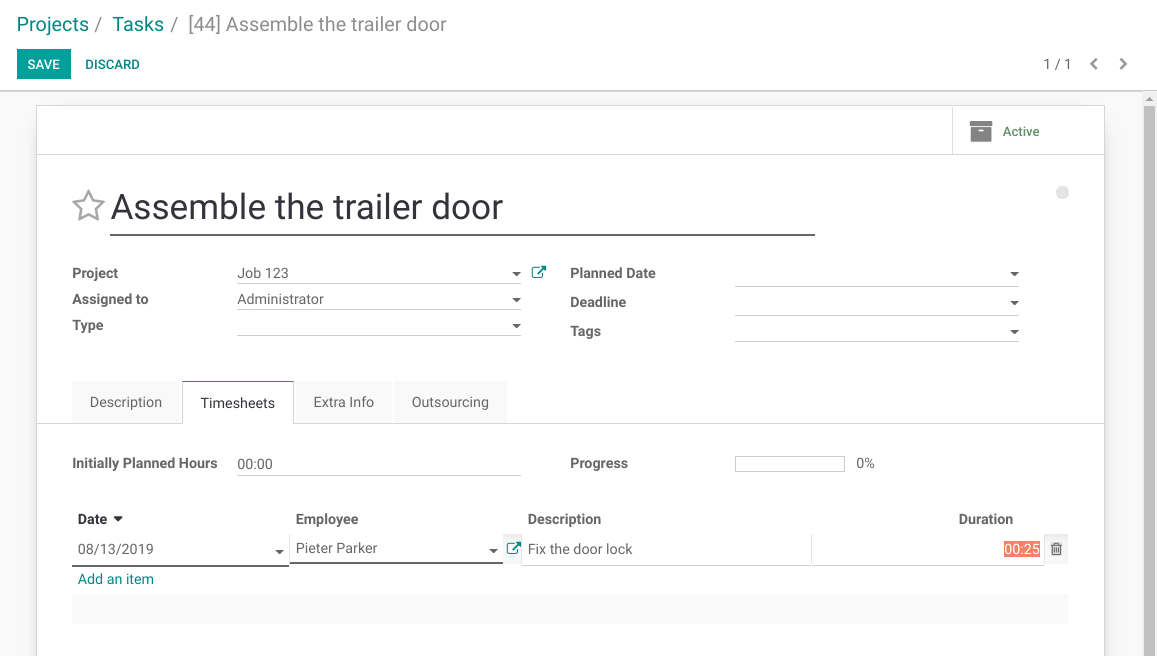 Projects / Tasks / [44] Assemble the trailer door
SAVE DISCARD 1 / 1
Active
Assemble the trailer door
Project Job 123 Planned Date
Assigned to Administrator Deadline
Type Tags
Description Timesheets Extra Info Outsourcing
Initially Planned Hours 00:00 Progress 0%
Date Employee Description Duration
08/13/2019 Pieter Parker Fix the door lock 00:25
Add an item